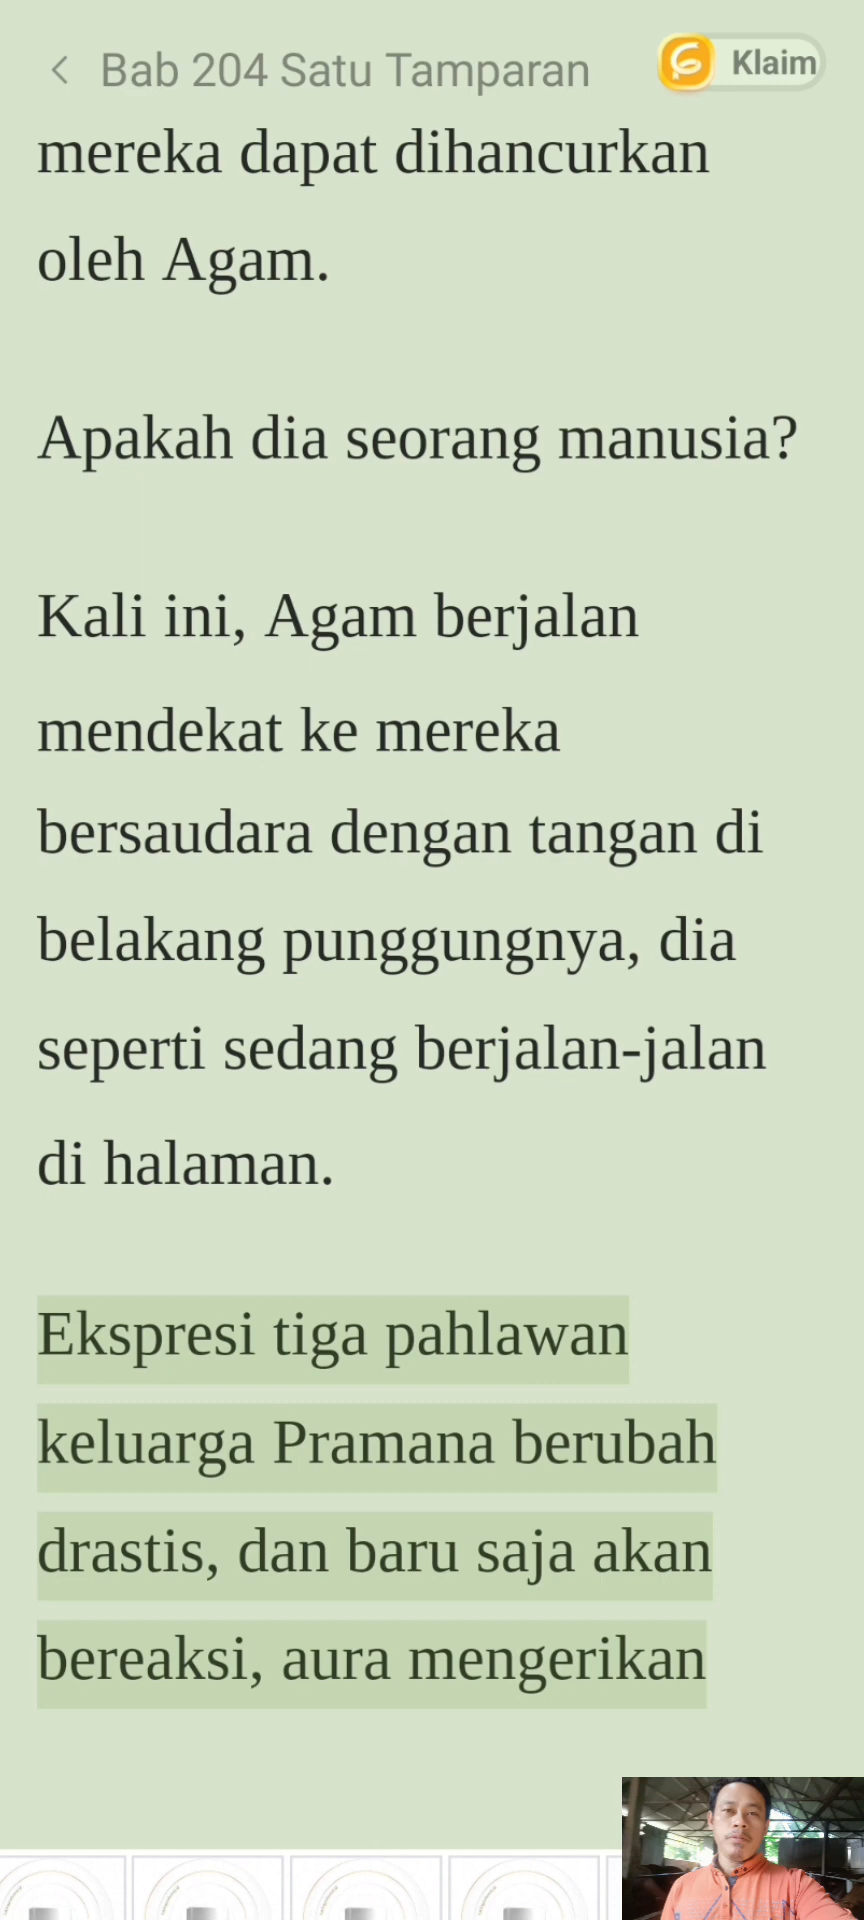 Bab 204 Satu Tamparan
Klaim
mereka dapat dihancurkan
oleh Agam.
Apakah dia seorang manusia?
Kali ini, Agam berjalan
mendekat ke mereka
bersaudara dengan tangan di
belakang punggungnya, dia
seperti sedang berjalan-jalan
di halaman.
Ekspresi tiga pahlawan
keluarga Pramana berubah
drastis, dan baru saja akan
bereaksi, aura mengerikan